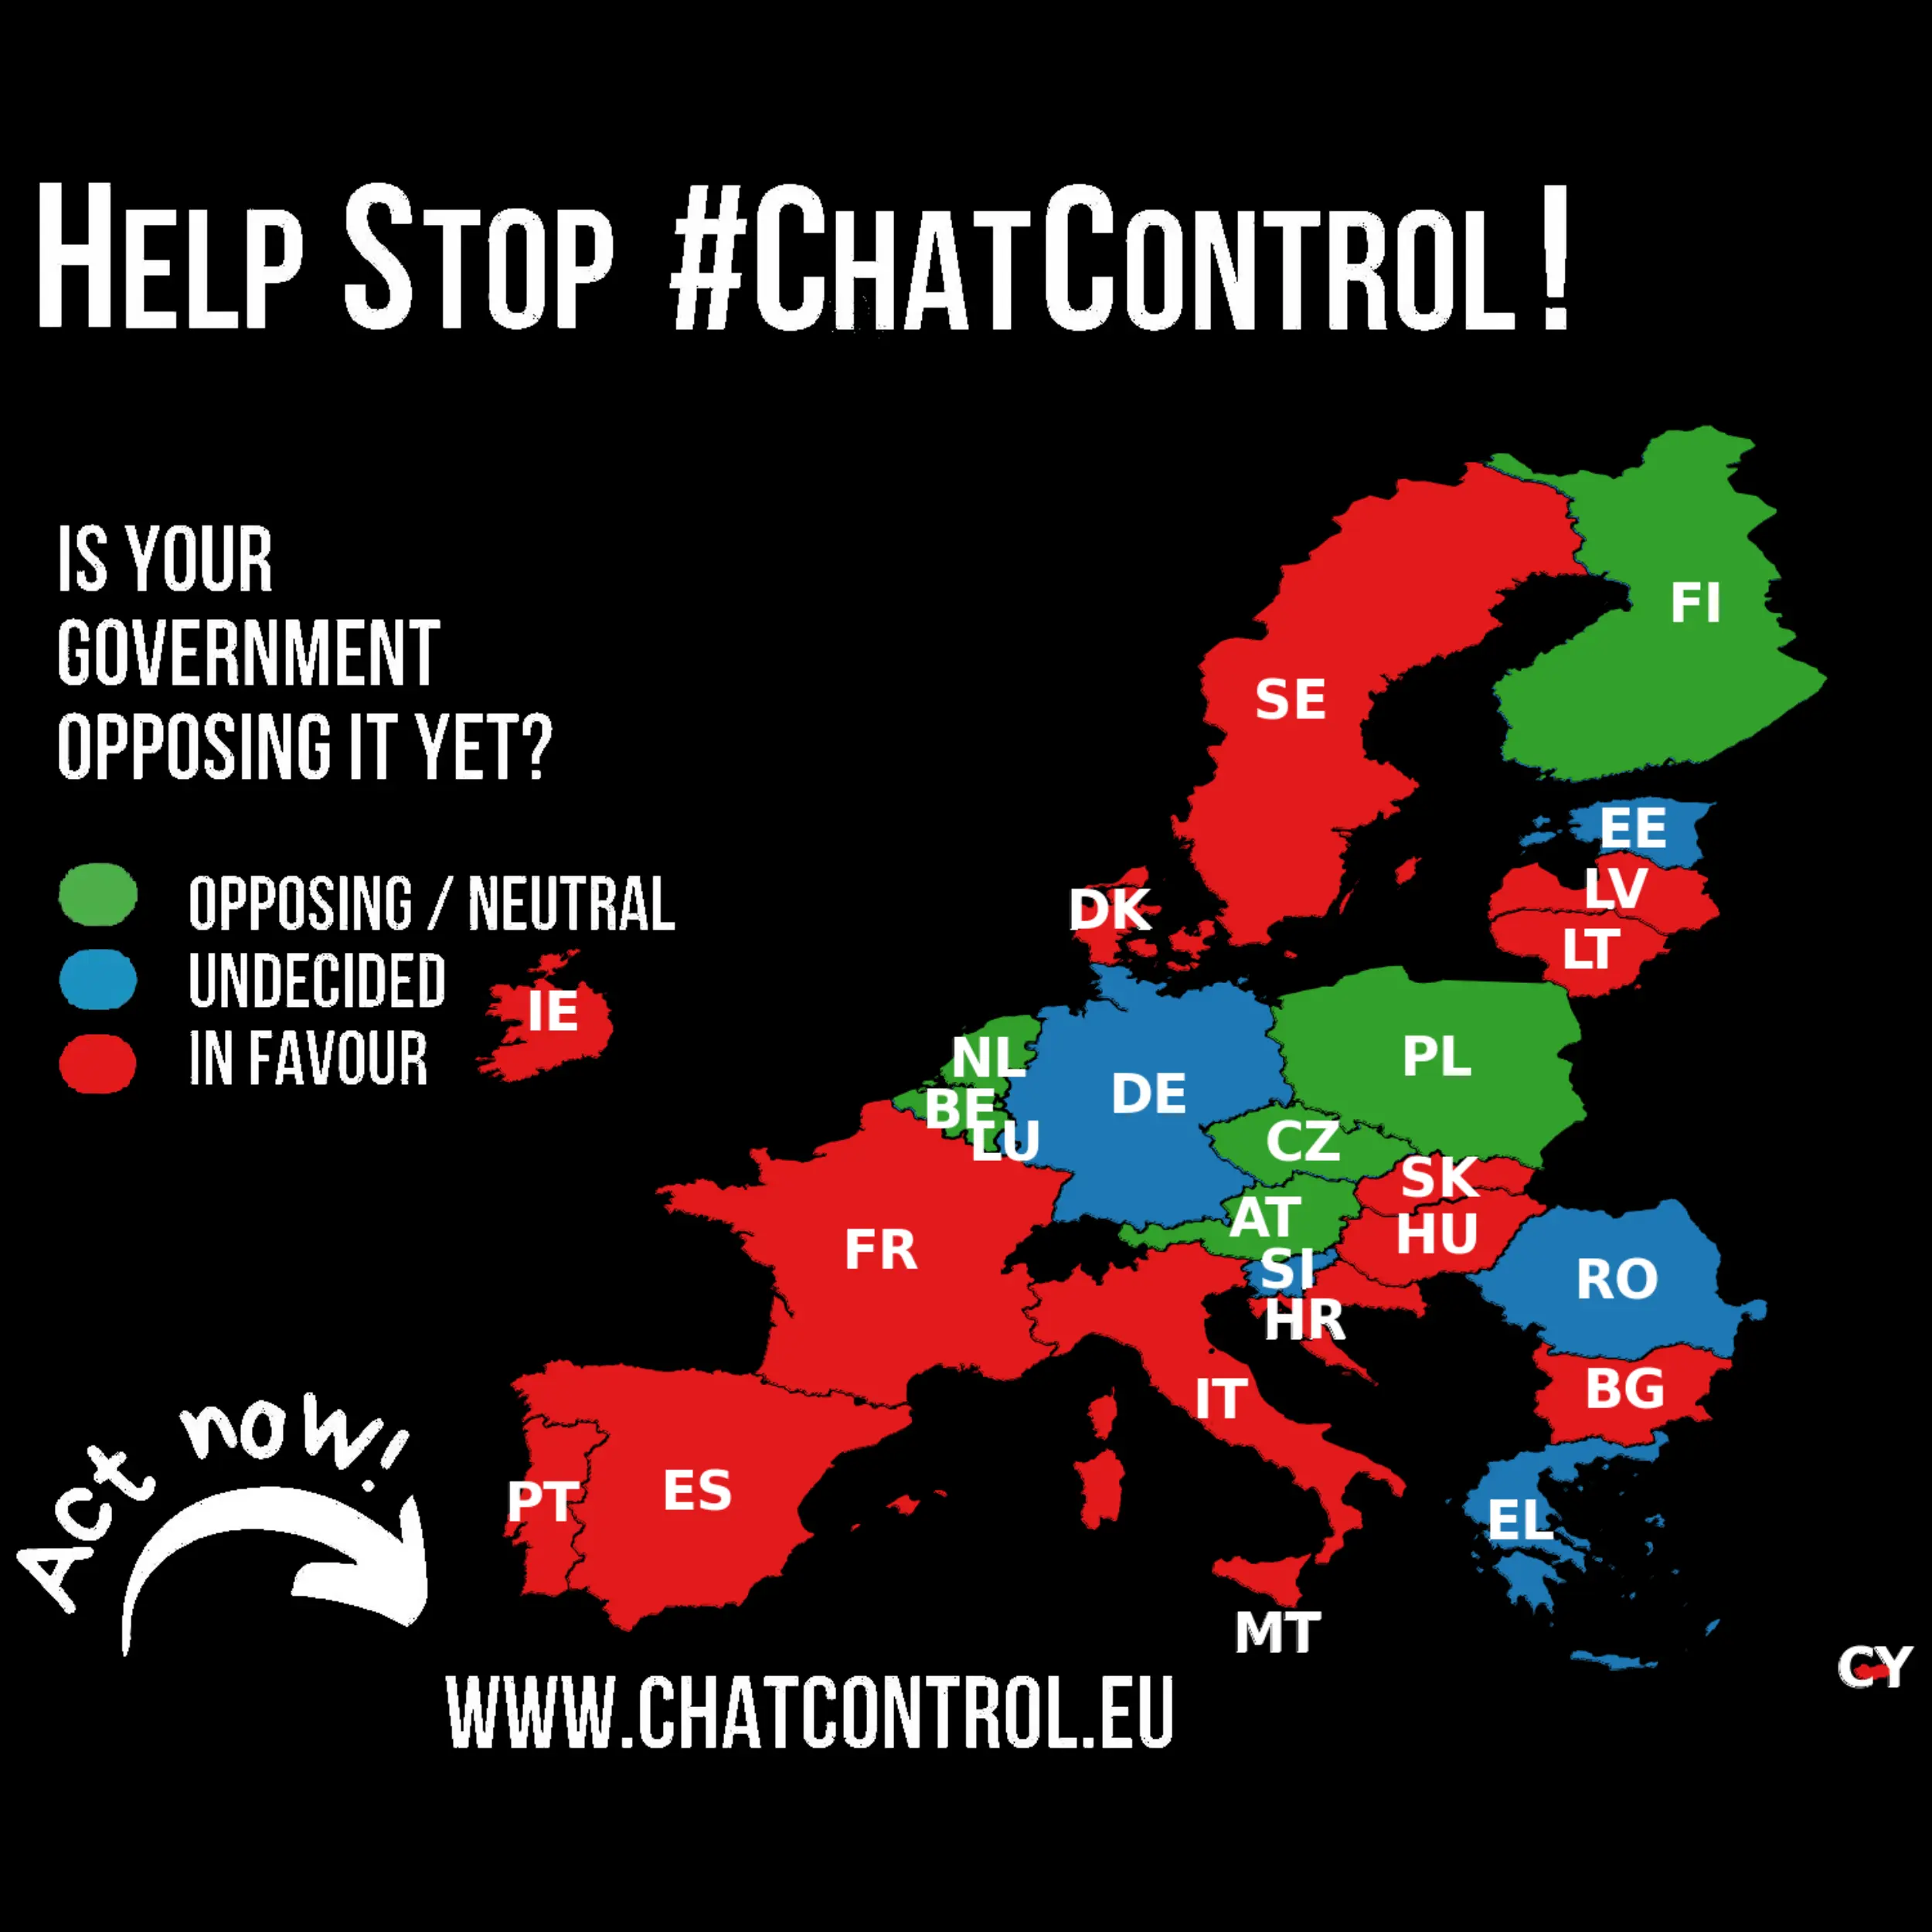 Help Stop #ChatControl!
IS YOUR
GOVERNMENT
OPPOSING IT YET?
OPPOSING / NEUTRAL
UNDECIDED
IN FAVOUR
FI
SE
EE
LV
LT
DK
IE
NL
BE
LU
DE
PL
CZ
SK
AT
HU
SI
HR
FR
RO
BG
IT
PT
ES
EL
MT
CY
Act now!
WWW.CHATCONTROL.EU